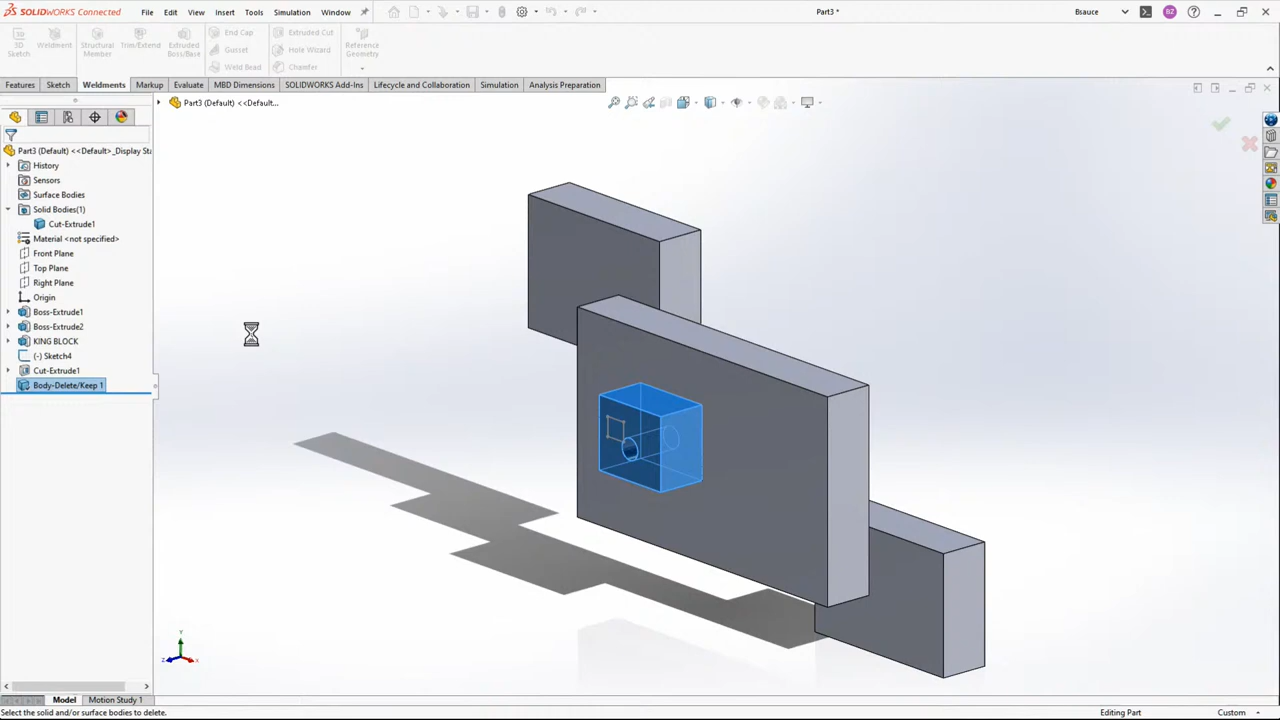 SOLIDWORKS Connected
File Edit View Insert Tools Simulation Window
Part3 *
Bsauce
BZ
3D Sketch
Weldment
Structural Member
Trim/Extend
Extruded Boss/Base
End Cap
Gusset
Weld Bead
Extruded Cut
Hole Wizard
Chamfer
Reference Geometry
Features Sketch Weldments Markup Evaluate MBD Dimensions SOLIDWORKS Add-Ins Lifecycle and Collaboration Simulation Analysis Preparation
Part3 (Default) <<Default...
Part3 (Default) <<Default>_Display Sta
History
Sensors
Surface Bodies
Solid Bodies(1)
Cut-Extrude1
Material <not specified>
Front Plane
Top Plane
Right Plane
Origin
Boss-Extrude1
Boss-Extrude2
KING BLOCK
(-) Sketch4
Cut-Extrude1
Body-Delete/Keep 1
Y
Z
X
Model Motion Study 1
Select the solid and/or surface bodies to delete.
Editing Part
Custom